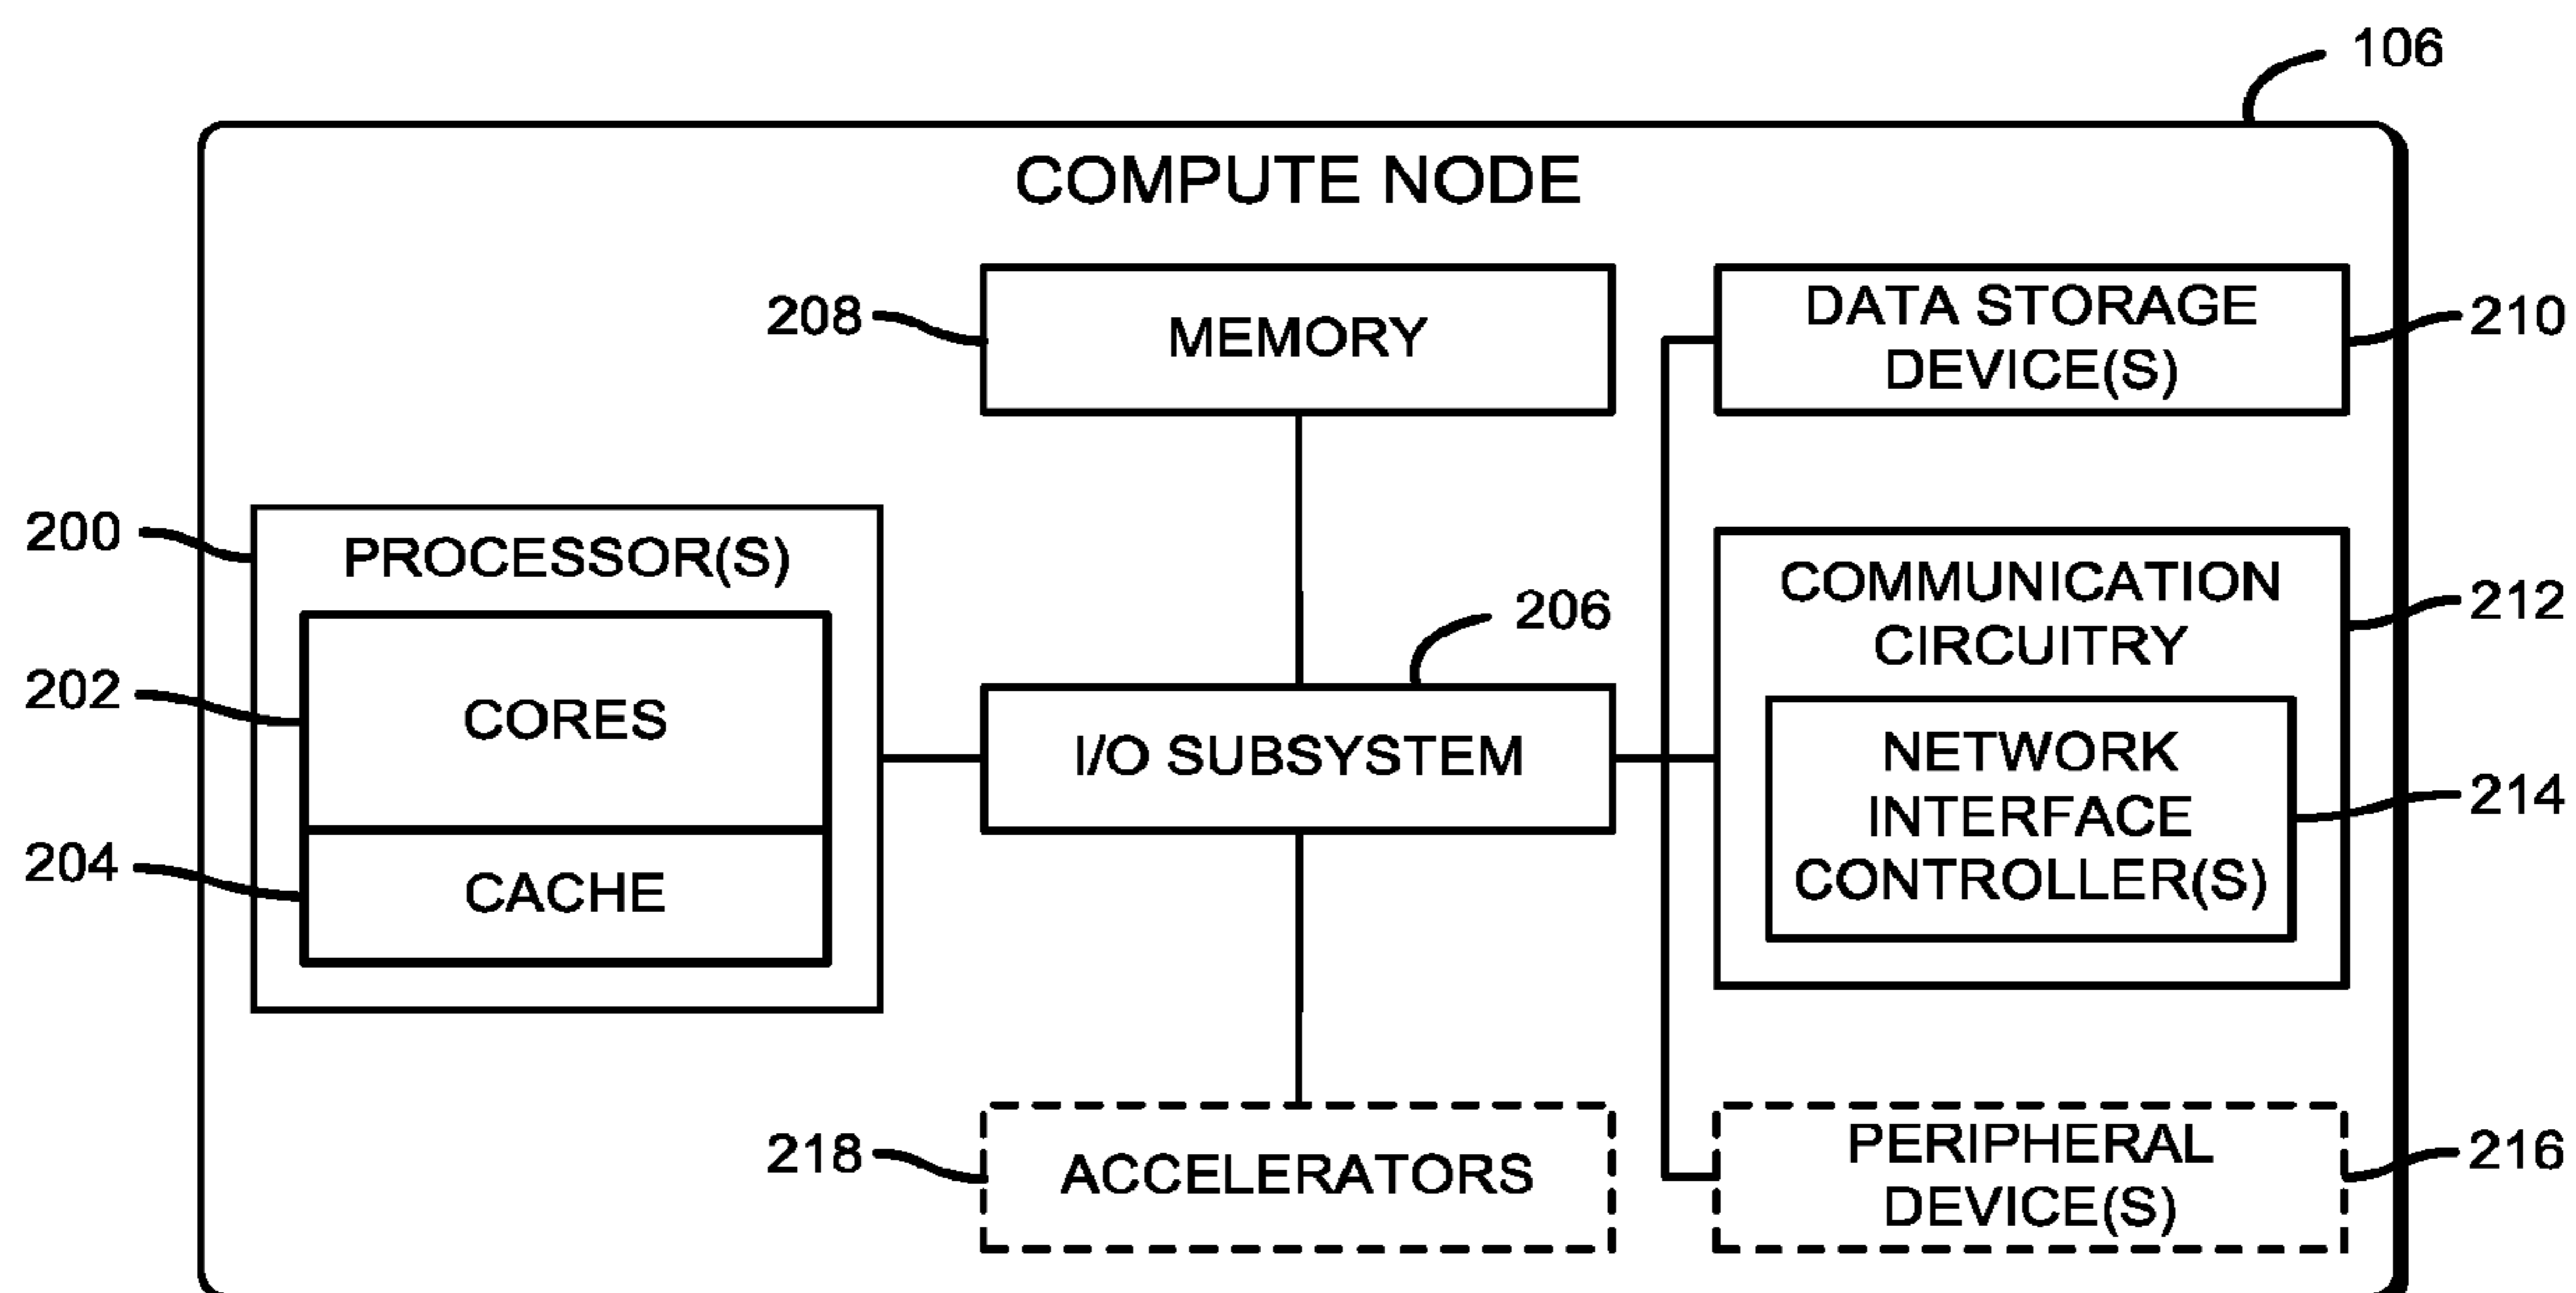 106
COMPUTE NODE
208
MEMORY
DATA STORAGE
DEVICE(S)
210
200
PROCESSOR(S)
202
CORES
204
CACHE
206
I/O SUBSYSTEM
COMMUNICATION
CIRCUITRY
212
NETWORK
INTERFACE
CONTROLLER(S)
214
218
ACCELERATORS
PERIPHERAL
DEVICE(S)
216